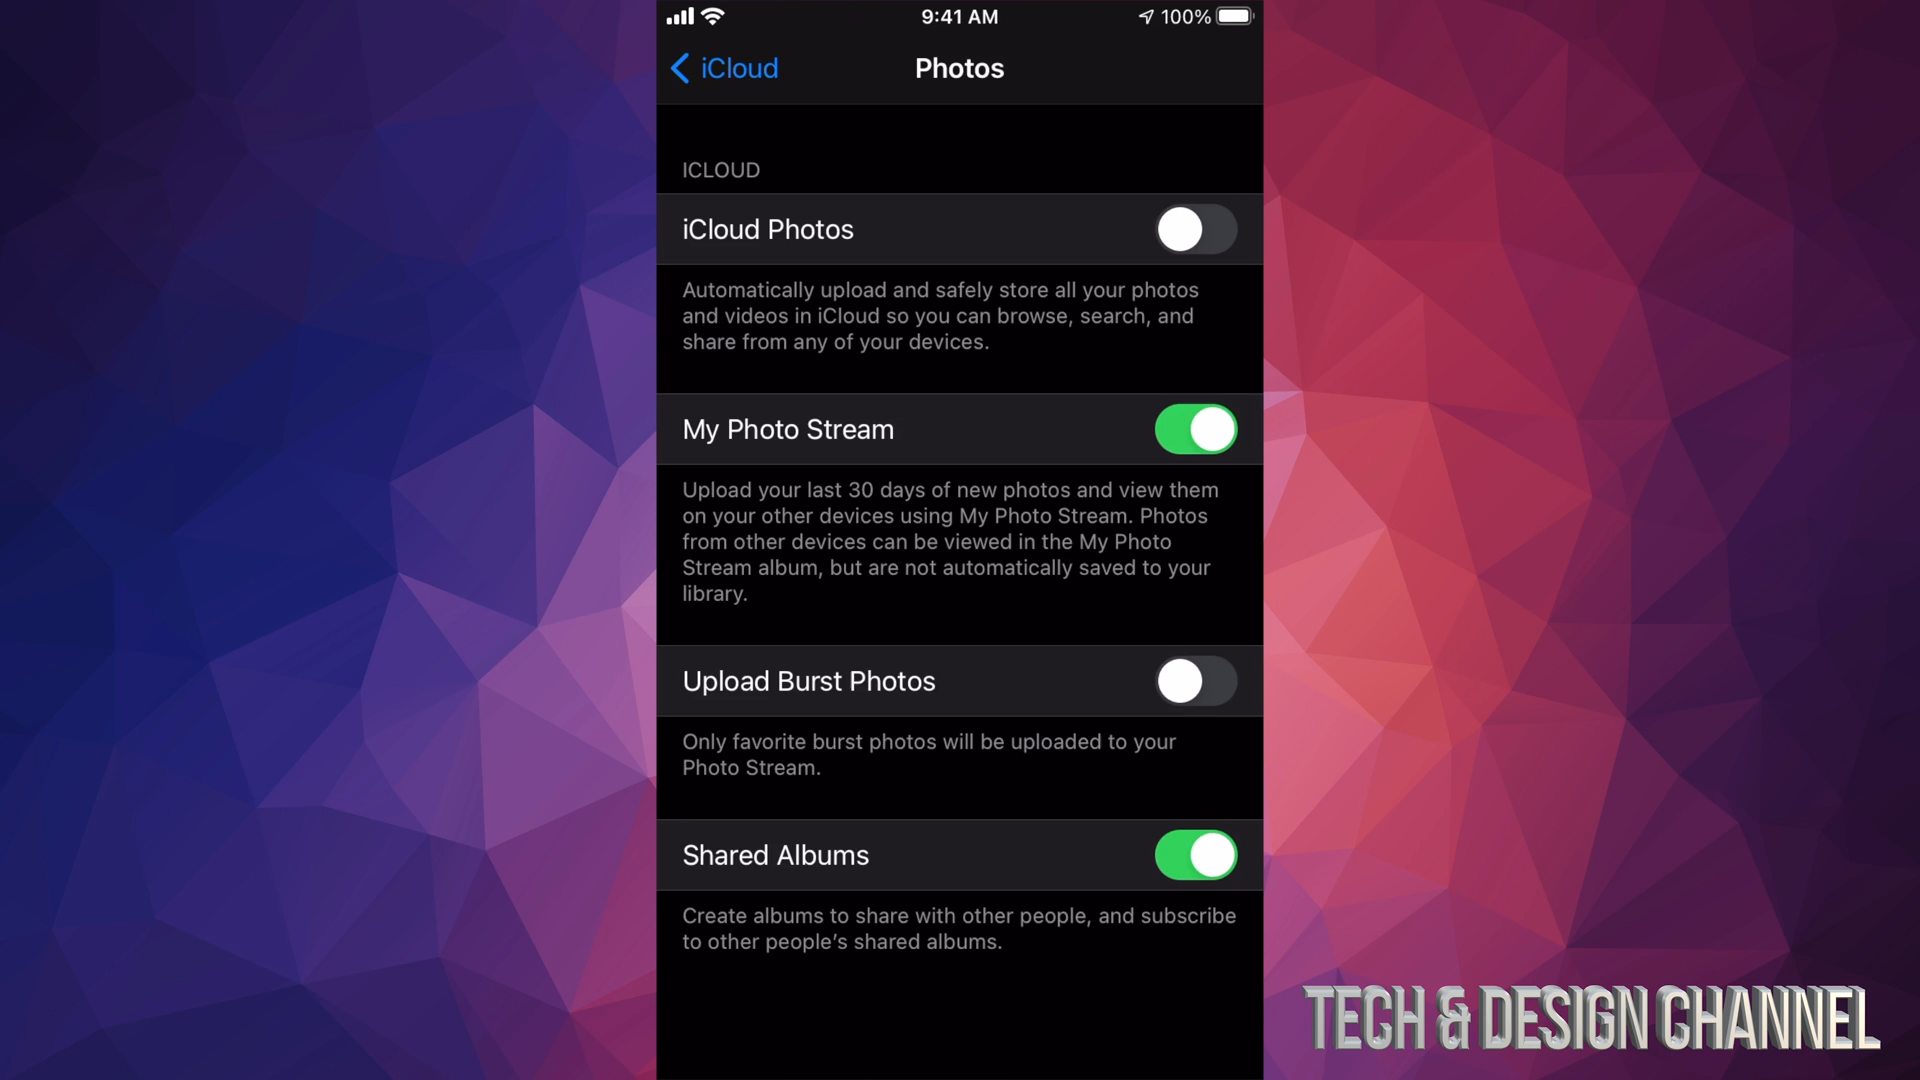 9:41 AM
100%
iCloud
Photos
ICLOUD
iCloud Photos
Automatically upload and safely store all your photos
and videos in iCloud so you can browse, search, and
share from any of your devices.
My Photo Stream
Upload your last 30 days of new photos and view them
on your other devices using My Photo Stream. Photos
from other devices can be viewed in the My Photo
Stream album, but are not automatically saved to your
library.
Upload Burst Photos
Only favorite burst photos will be uploaded to your
Photo Stream.
Shared Albums
Create albums to share with other people, and subscribe
to other people’s shared albums.
TECH & DESIGN CHANNEL